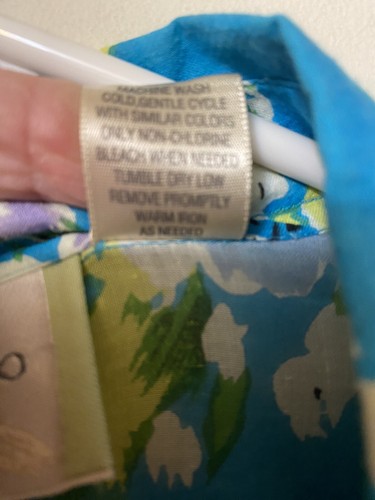 MACHINE WASH
COLD,GENTLE CYCLE
WITH SIMILAR COLORS
ONLY NON-CHLORINE
BLEACH WHEN NEEDED
TUMBLE DRY LOW
REMOVE PROMPTLY
WARM IRON
AS NEEDED